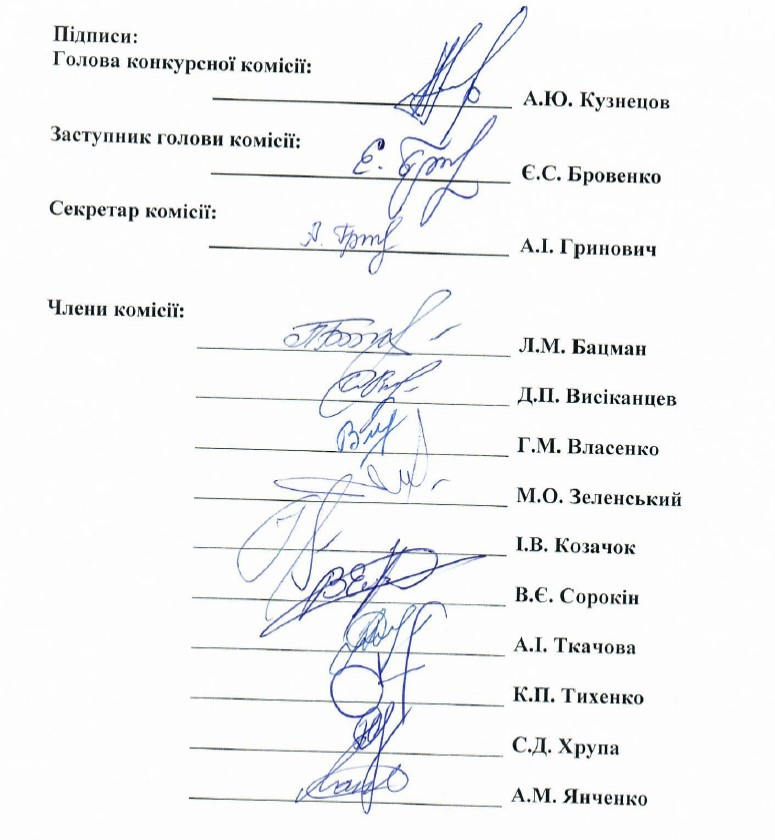 Підписи:
Голова конкурсної комісії:
А.Ю. Кузнецов
Заступник голови комісії:
Є.С. Бровенко
Секретар комісії:
А.І. Гринович
Члени комісії:
Л.М. Бацман
Д.П. Висіканцев
Г.М. Власенко
М.О. Зеленський
І.В. Козачок
В.Є. Сорокін
А.І. Ткачова
К.П. Тихенко
С.Д. Хрупа
А.М. Янченко